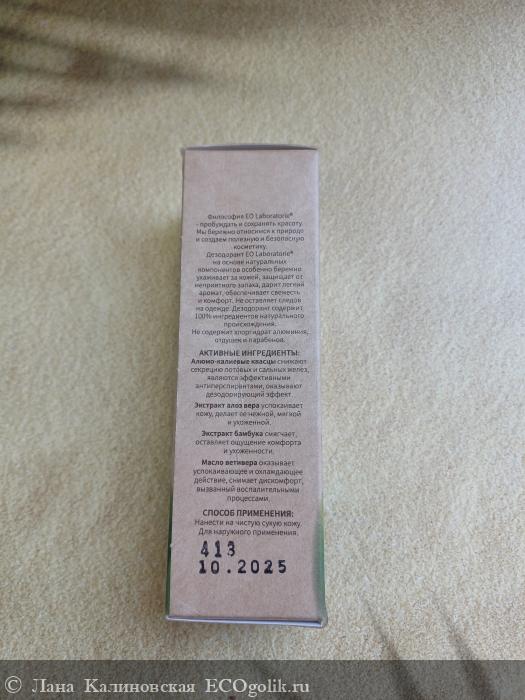 Философия EO Laboratorie®
- пробуждать и сохранять красоту.
Мы бережно относимся к природе
и создаем полезную и безопасную
косметику.
Дезодорант EO Laboratorie®
на основе натуральных
компонентов особенно бережно
ухаживает за кожей, защищает от
неприятного запаха, дарит легкий
аромат, обеспечивает свежесть
и комфорт. Не оставляет следов
на одежде. Дезодорант содержит
100% ингредиентов натурального
происхождения.
Не содержит хлоргидрат алюминия,
отдушек и парабенов.
АКТИВНЫЕ ИНГРЕДИЕНТЫ:
Алюмо-калиевые квасцы снижают
секрецию потовых и сальных желез,
являются эффективными
антиперспирантами, оказывают
дезодорирующий эффект.
Экстракт алоэ вера успокаивает
кожу, делает ее нежной, мягкой
и ухоженной.
Экстракт бамбука смягчает,
оставляет ощущение комфорта
и ухоженности.
Масло ветивера оказывает
успокаивающее и охлаждающее
действие, снимает дискомфорт,
вызванный воспалительными
процессами.
СПОСОБ ПРИМЕНЕНИЯ:
Нанести на чистую сухую кожу.
Для наружного применения.
413
10.2025
© Лана Калиновская ECOgolik.ru